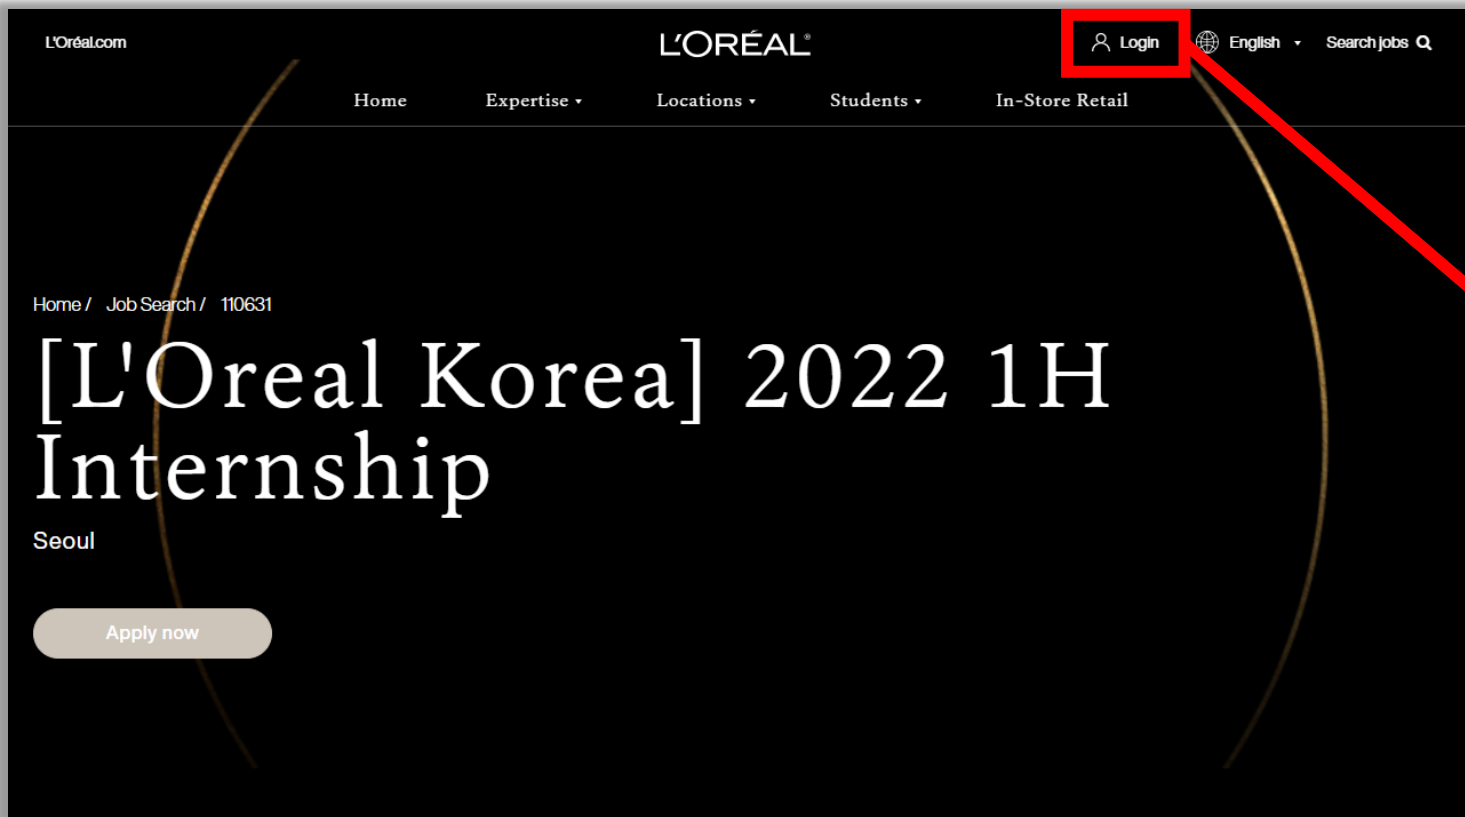 L'Oréal.com
L'ORÉAL®
Login
English
Search jobs
Home
Expertise
Locations
Students
In-Store Retail
Home / Job Search / 110631
[L'Oreal Korea] 2022 1H
Internship
Seoul
Apply now